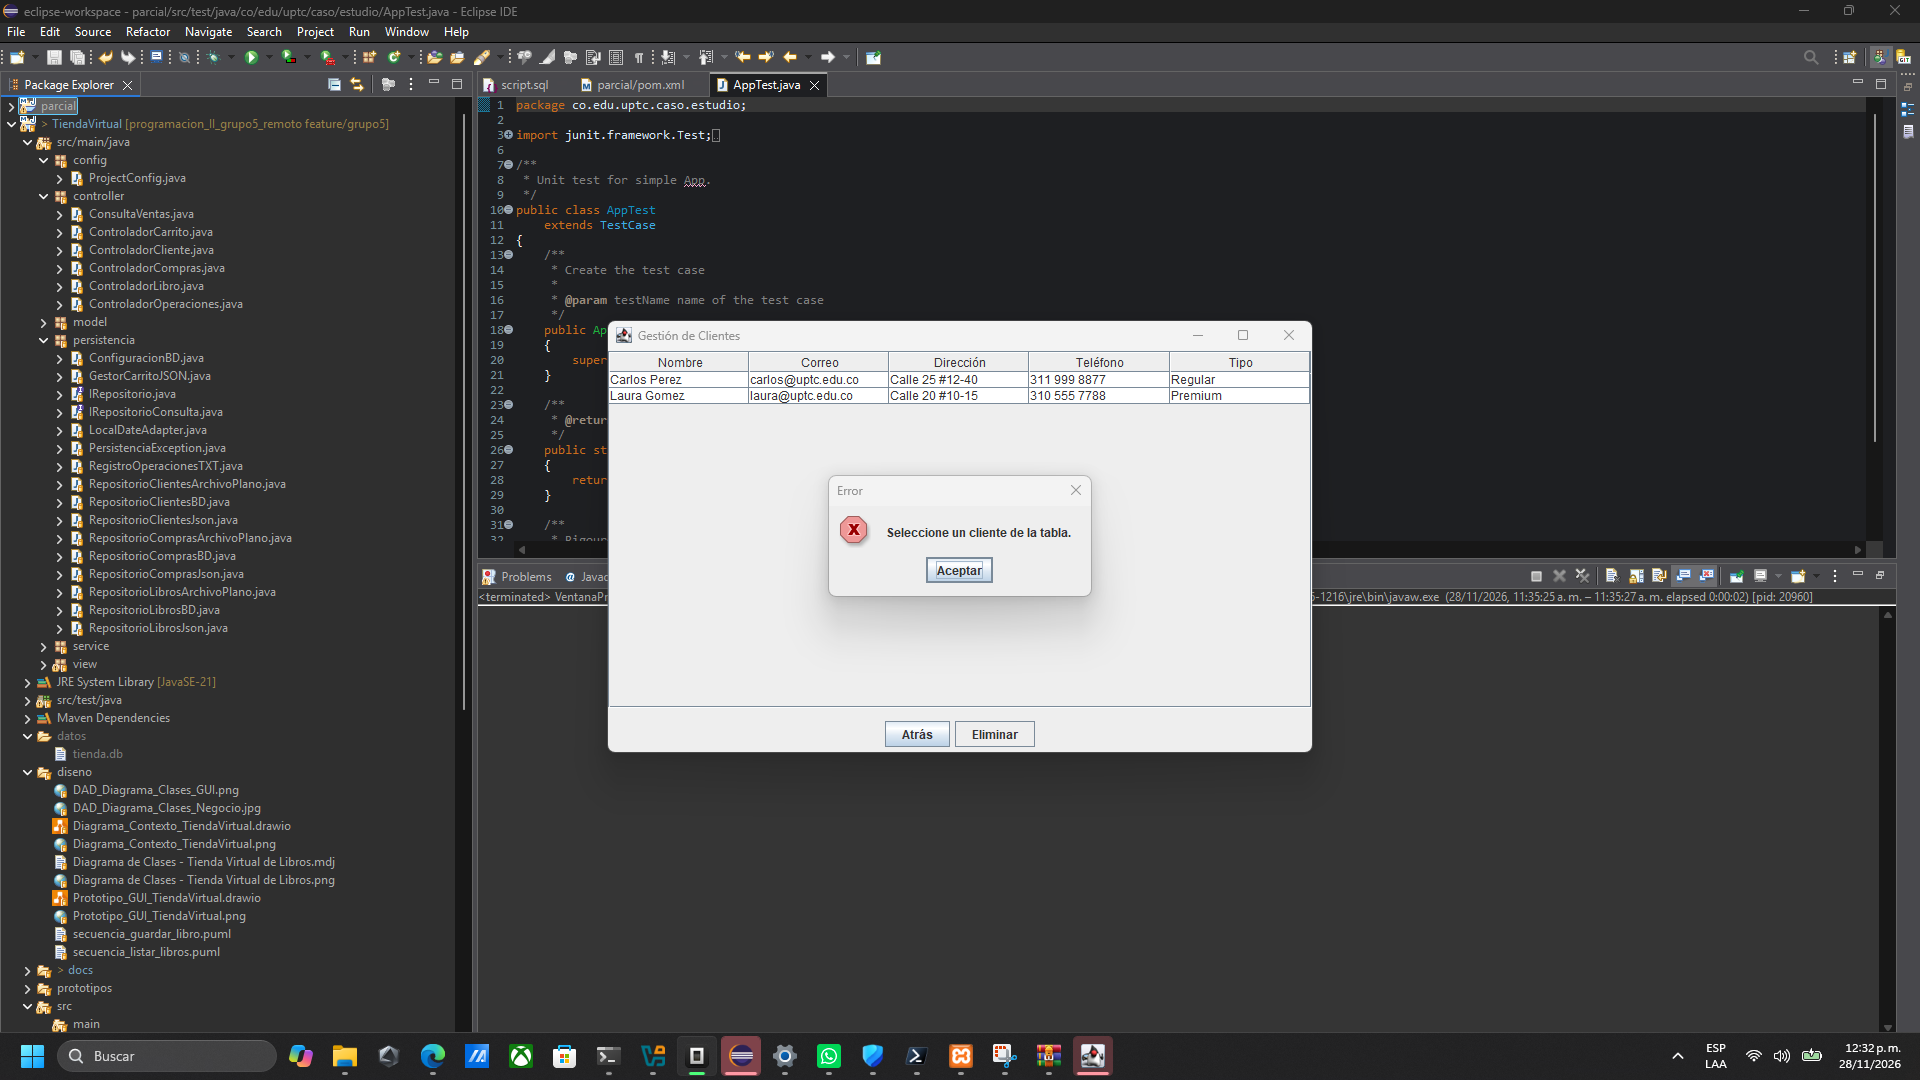 eclipse-workspace - parcial/src/test/java/co/edu/uptc/caso/estudio/AppTest.java - Eclipse IDE
File Edit Source Refactor Navigate Search Project Run Window Help
Package Explorer
parcial
> TiendaVirtual [programacion_II_grupo5_remoto feature/grupo5]
src/main/java
config
ProjectConfig.java
controller
ConsultaVentas.java
ControladorCarrito.java
ControladorCliente.java
ControladorCompras.java
ControladorLibro.java
ControladorOperaciones.java
model
persistencia
ConfiguracionBD.java
GestorCarritoJSON.java
IRepositorio.java
IRepositorioConsulta.java
LocalDateAdapter.java
PersistenciaException.java
RegistroOperacionesTXT.java
RepositorioClientesArchivoPlano.java
RepositorioClientesBD.java
RepositorioClientesJson.java
RepositorioComprasArchivoPlano.java
RepositorioComprasBD.java
RepositorioComprasJson.java
RepositorioLibrosArchivoPlano.java
RepositorioLibrosBD.java
RepositorioLibrosJson.java
service
view
JRE System Library [JavaSE-21]
src/test/java
Maven Dependencies
datos
tienda.db
diseno
DAD_Diagrama_Clases_GUI.png
DAD_Diagrama_Clases_Negocio.jpg
Diagrama_Contexto_TiendaVirtual.drawio
Diagrama_Contexto_TiendaVirtual.png
Diagrama de Clases - Tienda Virtual de Libros.mdj
Diagrama de Clases - Tienda Virtual de Libros.png
Prototipo_GUI_TiendaVirtual.drawio
Prototipo_GUI_TiendaVirtual.png
secuencia_guardar_libro.puml
secuencia_listar_libros.puml
> docs
prototipos
src
main
script.sql parcial/pom.xml AppTest.java
1 package co.edu.uptc.caso.estudio;
2
3 import junit.framework.Test;
6
7 /**
8 * Unit test for simple App.
9 */
10 public class AppTest
11 extends TestCase
12 {
13 /**
14 * Create the test case
15 *
16 * @param testName name of the test case
17 */
18 public Ap
19 {
20 super
21 }
22
23 /**
24 * @retur
25 */
26 public st
27 {
28 retur
29 }
30
31 /**
32 * Rigou
Gestión de Clientes
Nombre Correo Dirección Teléfono Tipo
Carlos Perez carlos@uptc.edu.co Calle 25 #12-40 311 999 8877 Regular
Laura Gomez laura@uptc.edu.co Calle 20 #10-15 310 555 7788 Premium
Error
Seleccione un cliente de la tabla.
Aceptar
Atrás Eliminar
Problems @ Javac
<terminated> VentanaPr
-1216\jre\bin\javaw.exe (28/11/2026, 11:35:25 a. m. – 11:35:27 a. m. elapsed 0:00:02) [pid: 20960]
Buscar
ESP
LAA
12:32 p. m.
28/11/2026